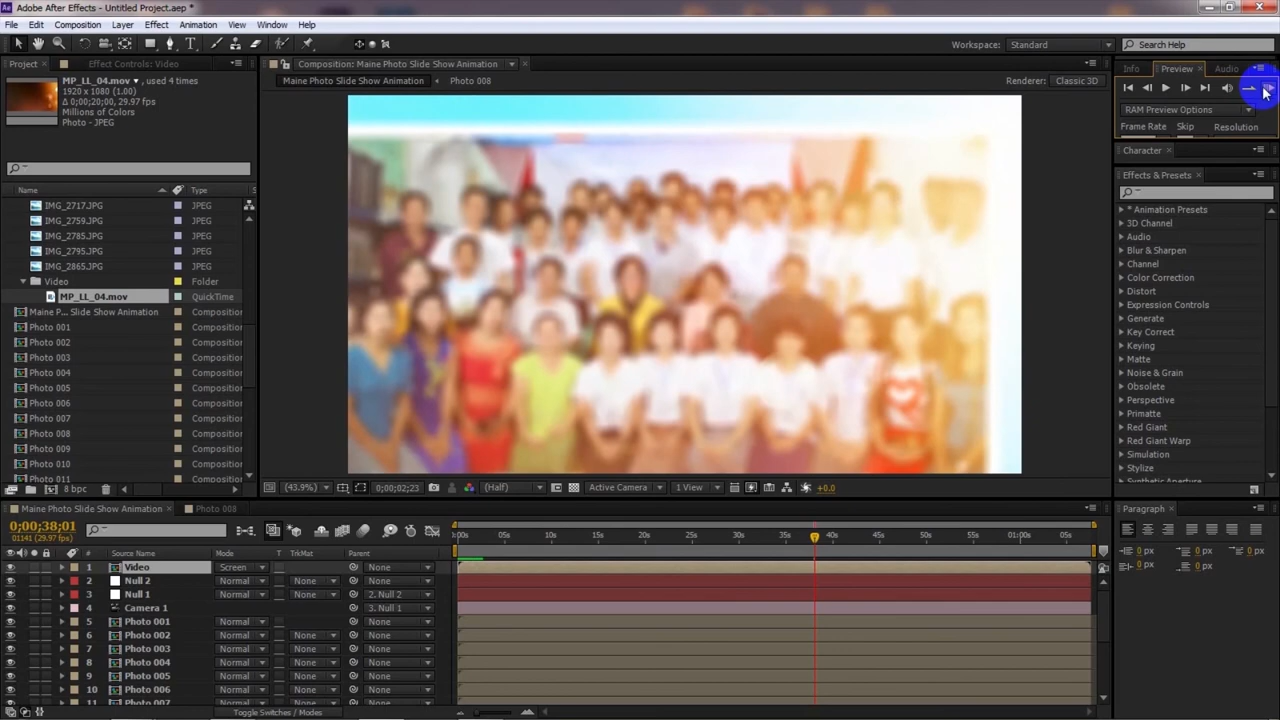 Adobe After Effects - Untitled Project.aep *
File Edit Composition Layer Effect Animation View Window Help
Workspace: Standard Search Help
Project Effect Controls: Video
MP_LL_04.mov , used 4 times
1920 x 1080 (1.00)
Δ 0;00;20;00, 29.97 fps
Millions of Colors
Photo - JPEG
Name Type S
IMG_2717.JPG JPEG
IMG_2759.JPG JPEG
IMG_2785.JPG JPEG
IMG_2795.JPG JPEG
IMG_2865.JPG JPEG
Video Folder
MP_LL_04.mov QuickTime
Maine P... Slide Show Animation Composition
Photo 001 Composition
Photo 002 Composition
Photo 003 Composition
Photo 004 Composition
Photo 005 Composition
Photo 006 Composition
Photo 007 Composition
Photo 008 Composition
Photo 009 Composition
Photo 010 Composition
Photo 011 Composition
8 bpc
Composition: Maine Photo Slide Show Animation
Maine Photo Slide Show Animation Photo 008
Renderer: Classic 3D
(43.9%) 0;00;02;23 (Half) Active Camera 1 View +0.0
Info Preview Audio
RAM Preview Options
Frame Rate Skip Resolution
Character
Effects & Presets
* Animation Presets
3D Channel
Audio
Blur & Sharpen
Channel
Color Correction
Distort
Expression Controls
Generate
Key Correct
Keying
Matte
Noise & Grain
Obsolete
Perspective
Primatte
Red Giant
Red Giant Warp
Simulation
Stylize
Synthetic Aperture
Paragraph
0 px 0 px 0 px
0 px 0 px
Maine Photo Slide Show Animation Photo 008
0;00;38;01
01141 (29.97 fps)
):00s 05s 10s 15s 20s 25s 30s 35s 40s 45s 50s 55s 01:00s 05s
# Source Name Mode T TrkMat Parent
1 Video Screen None
2 Null 2 Normal None None
3 Null 1 Normal None 2. Null 2
4 Camera 1 3. Null 1
5 Photo 001 Normal None
6 Photo 002 Normal None None
7 Photo 003 Normal None None
8 Photo 004 Normal None None
9 Photo 005 Normal None None
10 Photo 006 Normal None None
11 Photo 007 Normal None None
Toggle Switches / Modes